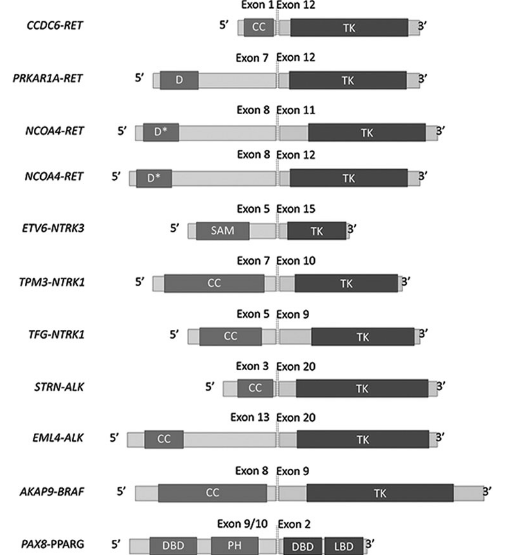 Exon 1 Exon 12
CCDC6-RET 5’ CC TK 3’
Exon 7 Exon 12
PRKAR1A-RET 5’ D TK 3’
Exon 8 Exon 11
NCOA4-RET 5’ D* TK 3’
Exon 8 Exon 12
NCOA4-RET 5’ D* TK 3’
Exon 5 Exon 15
ETV6-NTRK3 5’ SAM TK 3’
Exon 7 Exon 10
TPM3-NTRK1 5’ CC TK 3’
Exon 5 Exon 9
TFG-NTRK1 5’ CC TK 3’
Exon 3 Exon 20
STRN-ALK 5’ CC TK 3’
Exon 13 Exon 20
EML4-ALK 5’ CC TK 3’
Exon 8 Exon 9
AKAP9-BRAF 5’ CC TK 3’
Exon 9/10 Exon 2
PAX8-PPARG 5’ DBD PH DBD LBD 3’